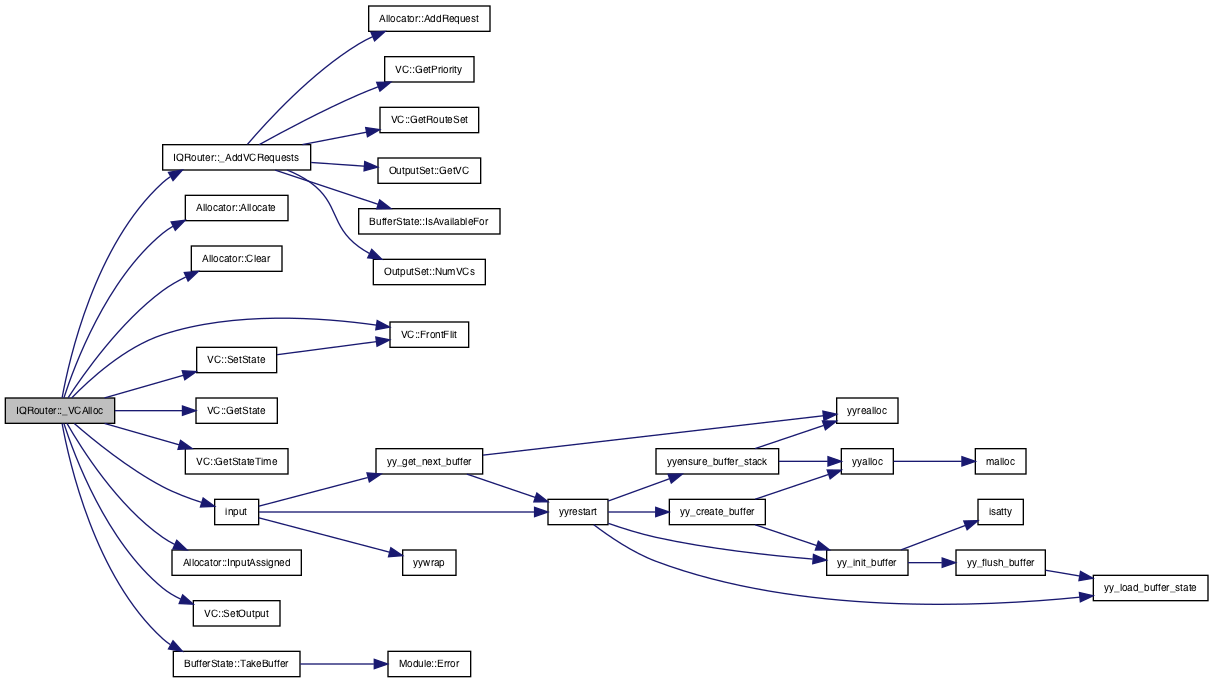 Allocator::AddRequest
VC::GetPriority
VC::GetRouteSet
IQRouter::_AddVCRequests
OutputSet::GetVC
Allocator::Allocate
BufferState::IsAvailableFor
Allocator::Clear
OutputSet::NumVCs
VC::FrontFlit
VC::SetState
IQRouter::_VCAlloc
VC::GetState
yyrealloc
VC::GetStateTime
yy_get_next_buffer
yyensure_buffer_stack
yyalloc
malloc
input
yyrestart
yy_create_buffer
isatty
Allocator::InputAssigned
yywrap
yy_init_buffer
yy_flush_buffer
yy_load_buffer_state
VC::SetOutput
BufferState::TakeBuffer
Module::Error